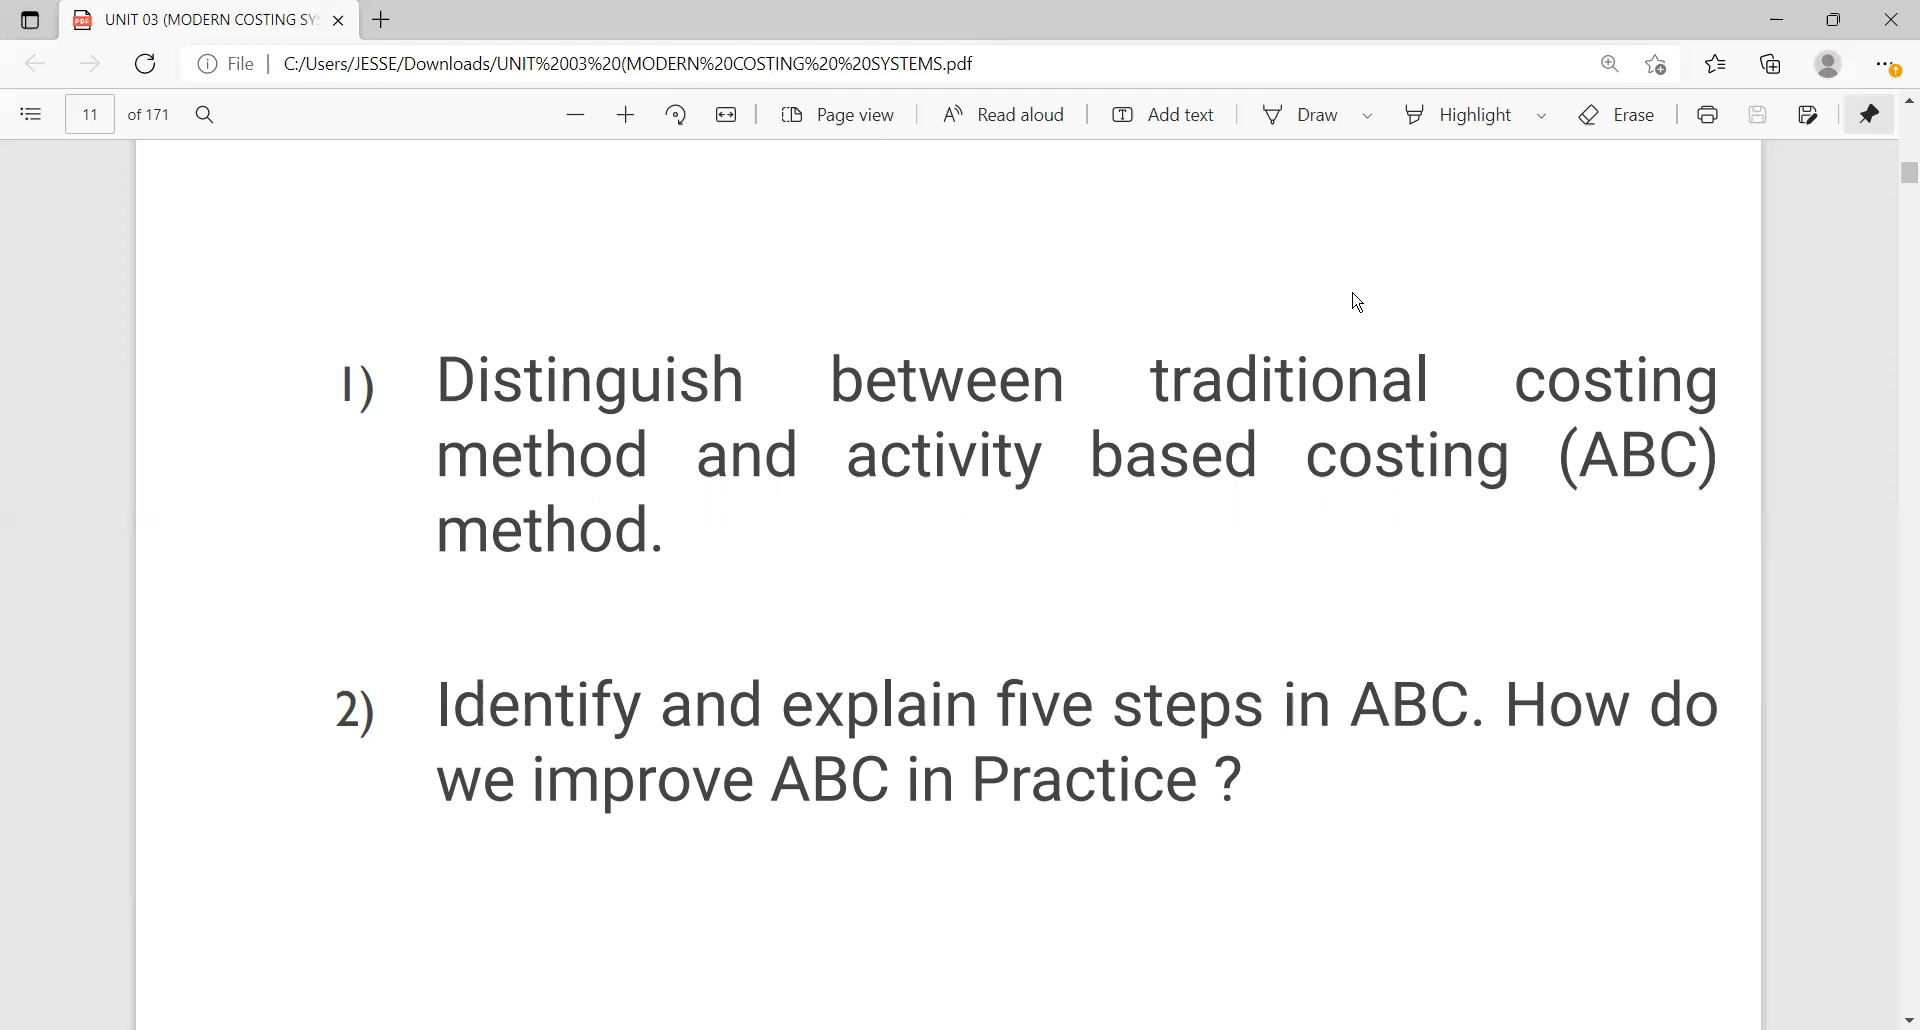 UNIT 03 (MODERN COSTING SY
File | C:/Users/JESSE/Downloads/UNIT%2003%20(MODERN%20COSTING%20%20SYSTEMS.pdf
11 of 171 Page view Read aloud Add text Draw Highlight Erase
1) Distinguish between traditional costing
method and activity based costing (ABC)
method.
2) Identify and explain five steps in ABC. How do
we improve ABC in Practice ?